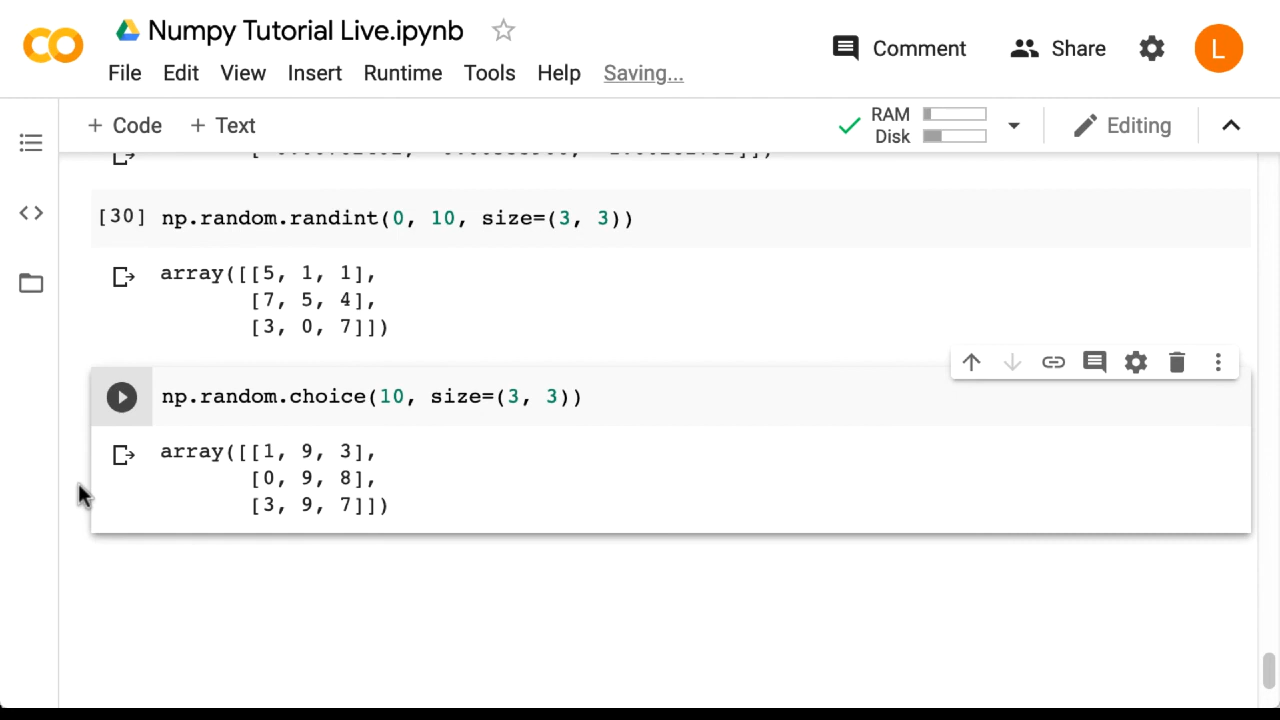 Numpy Tutorial Live.ipynb
Comment
Share
L
File Edit View Insert Runtime Tools Help Saving...
+ Code + Text
RAM
Disk
Editing
[30] np.random.randint(0, 10, size=(3, 3))
array([[5, 1, 1],
[7, 5, 4],
[3, 0, 7]])
np.random.choice(10, size=(3, 3))
array([[1, 9, 3],
[0, 9, 8],
[3, 9, 7]])